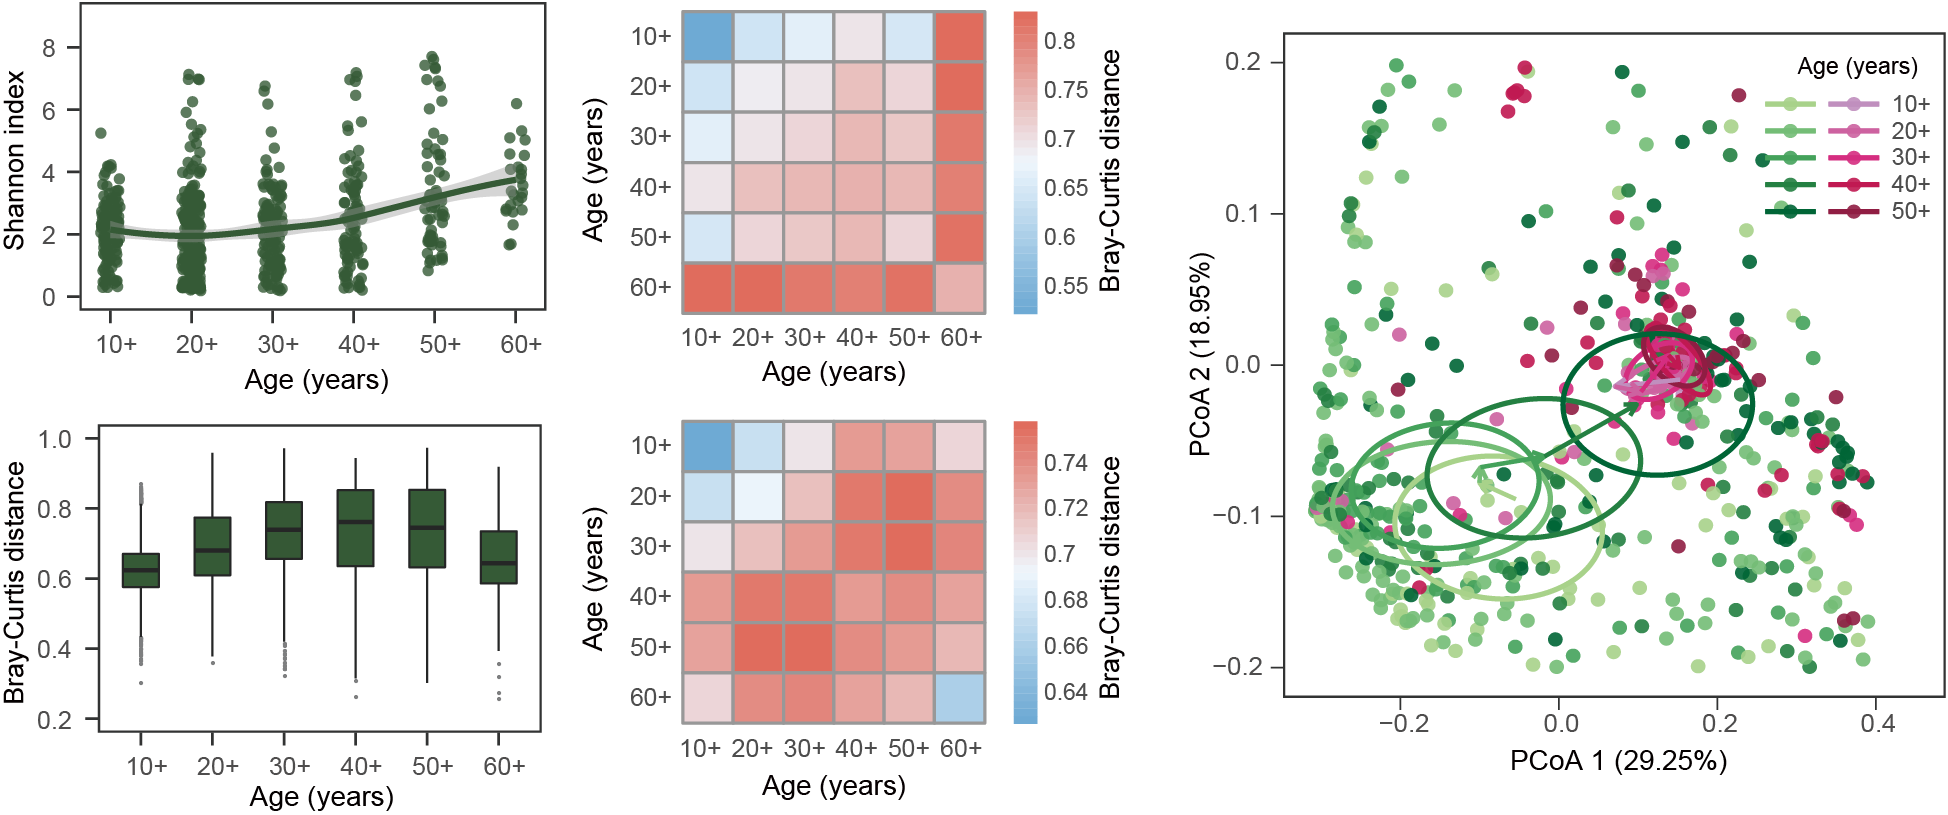 Shannon index
8
6
4
2
0
10+ 20+ 30+ 40+ 50+ 60+
Age (years)
Age (years)
10+
20+
30+
40+
50+
60+
10+ 20+ 30+ 40+ 50+ 60+
Age (years)
0.8
0.75
0.7
0.65
0.6
0.55
Bray-Curtis distance
Bray-Curtis distance
1.0
0.8
0.6
0.4
0.2
10+ 20+ 30+ 40+ 50+ 60+
Age (years)
Age (years)
10+
20+
30+
40+
50+
60+
10+ 20+ 30+ 40+ 50+ 60+
Age (years)
0.74
0.72
0.7
0.68
0.66
0.64
Bray-Curtis distance
PCoA 2 (18.95%)
0.2
0.1
0.0
−0.1
−0.2
Age (years)
10+
20+
30+
40+
50+
−0.2 0.0 0.2 0.4
PCoA 1 (29.25%)